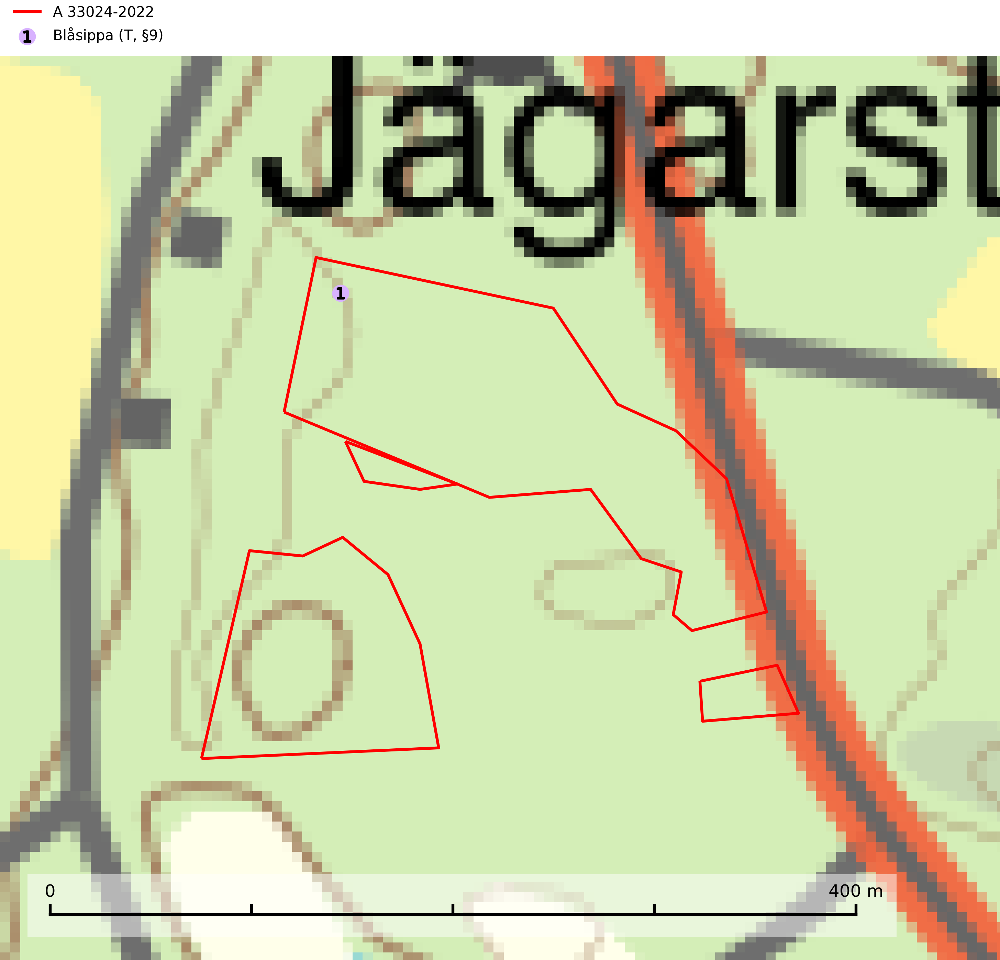 A 33024-2022
1 Blåsippa (T, §9)
Jägarst
1
0 400 m